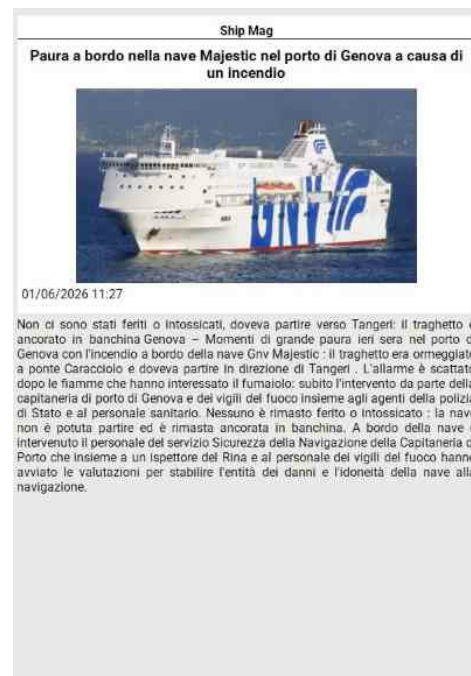 Ship Mag
Paura a bordo nella nave Majestic nel porto di Genova a causa di
un incendio
GNV
01/06/2026 11:27
Non ci sono stati feriti o intossicati, doveva partire verso Tangeri: il traghetto è
ancorato in banchina Genova – Momenti di grande paura ieri sera nel porto di
Genova con l'incendio a bordo della nave Gnv Majestic : il traghetto era ormeggiato
a ponte Caracciolo e doveva partire in direzione di Tangeri . L'allarme è scattato
dopo le fiamme che hanno interessato il fumaiolo: subito l'intervento da parte della
capitaneria di porto di Genova e dei vigili del fuoco insieme agli agenti della polizia
di Stato e al personale sanitario. Nessuno è rimasto ferito o intossicato : la nave
non è potuta partire ed è rimasta ancorata in banchina. A bordo della nave è
intervenuto il personale del servizio Sicurezza della Navigazione della Capitaneria di
Porto che insieme a un ispettore del Rina e al personale dei vigili del fuoco hanno
avviato le valutazioni per stabilire l'entità dei danni e l'idoneità della nave alla
navigazione.